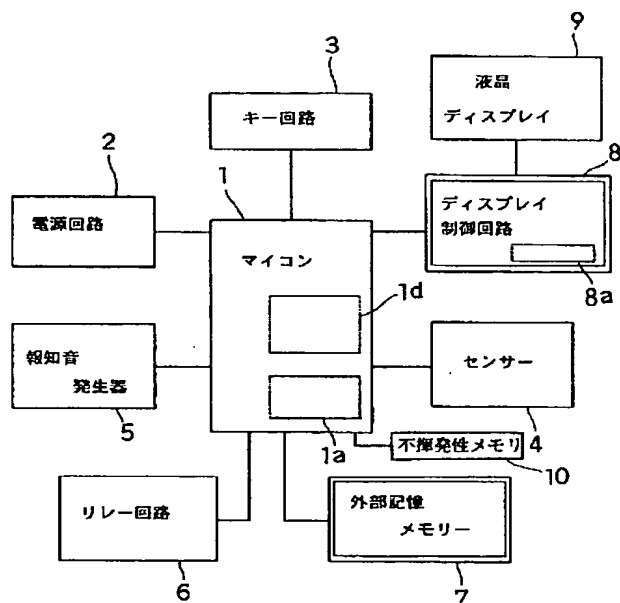 9
3
液晶
ディスプレイ
キー回路
2
8
1
ディスプレイ
制御回路
電源回路
マイコン
1d
8a
報知音
発生器
センサー
5
1a
不揮発性メモリ
4
10
リレー回路
外部記憶
メモリー
6
7